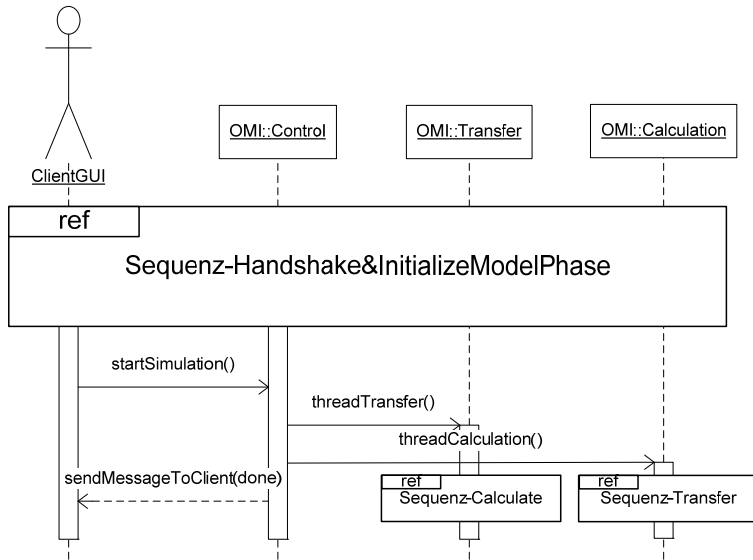 ClientGUI
OMI::Control
OMI::Transfer
OMI::Calculation
ref
Sequenz-Handshake&InitializeModelPhase
startSimulation()
threadTransfer()
threadCalculation()
sendMessageToClient(done)
ref
Sequenz-Calculate
ref
Sequenz-Transfer